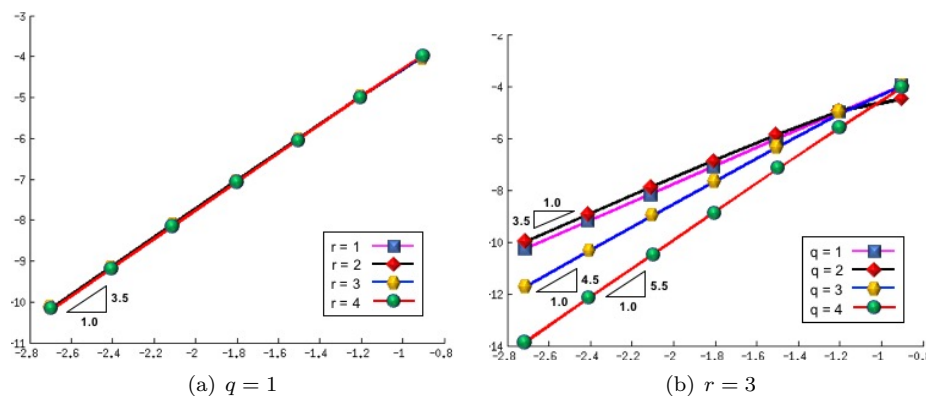 -3
-4
-5
-6
-7
-8
-9
-10
-11
-2.8 -2.6 -2.4 -2.2 -2 -1.8 -1.6 -1.4 -1.2 -1 -0.8
3.5
1.0
r = 1
r = 2
r = 3
r = 4
(a) q = 1
-2
-4
-6
-8
-10
-12
-14
-2.8 -2.6 -2.4 -2.2 -2 -1.8 -1.6 -1.4 -1.2 -1 -0.8
1.0
3.5
4.5
1.0
5.5
1.0
q = 1
q = 2
q = 3
q = 4
(b) r = 3